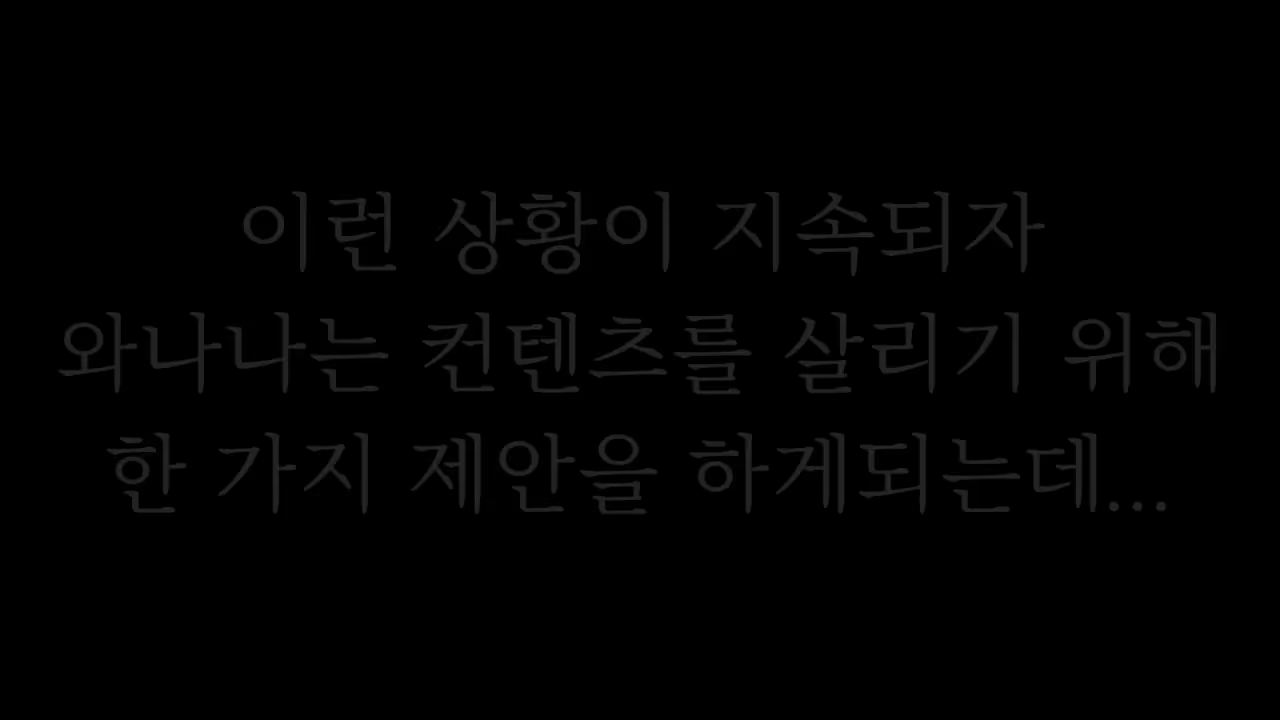 이런 상황이 지속되자
와나나는 컨텐츠를 살리기 위해
한 가지 제안을 하게되는데...